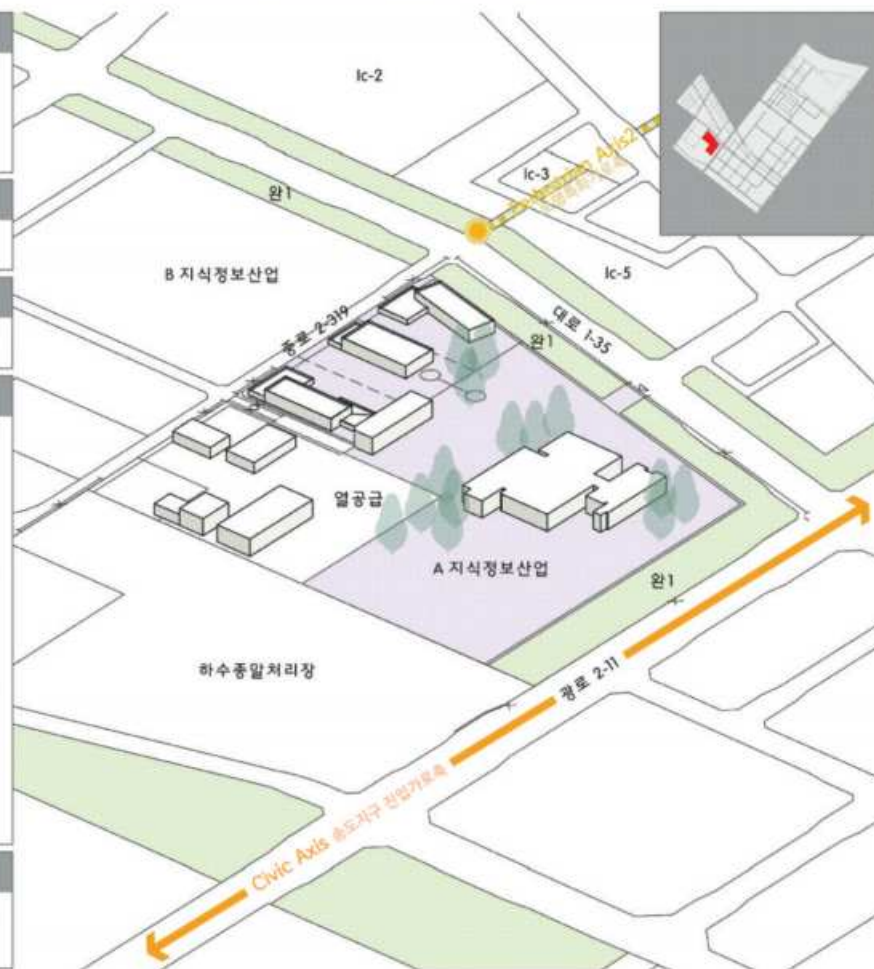 Ic-2
Ic-3
Pedestrian Axis2
완1
B 지식정보산업
Ic-5
중로 2-319
대로 1-35
완1
열공급
A 지식정보산업
완1
하수종말처리장
광로 2-11
Civic Axis 송도지구 진입가로축